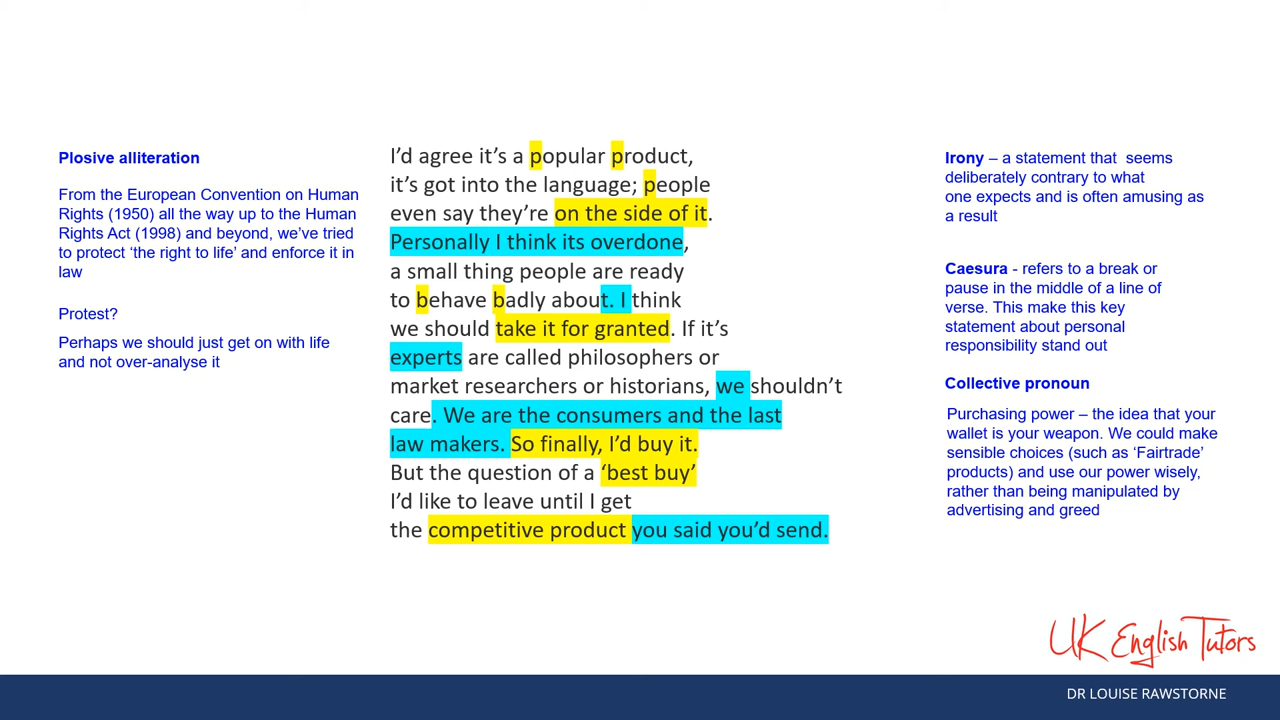 Plosive alliteration
From the European Convention on Human
Rights (1950) all the way up to the Human
Rights Act (1998) and beyond, we’ve tried
to protect ‘the right to life’ and enforce it in
law
Protest?
Perhaps we should just get on with life
and not over-analyse it
I’d agree it’s a popular product,
it’s got into the language; people
even say they’re on the side of it.
Personally I think its overdone,
a small thing people are ready
to behave badly about. I think
we should take it for granted. If it’s
experts are called philosophers or
market researchers or historians, we shouldn’t
care. We are the consumers and the last
law makers. So finally, I’d buy it.
But the question of a ‘best buy’
I’d like to leave until I get
the competitive product you said you’d send.
Irony – a statement that seems
deliberately contrary to what
one expects and is often amusing as
a result
Caesura - refers to a break or
pause in the middle of a line of
verse. This make this key
statement about personal
responsibility stand out
Collective pronoun
Purchasing power – the idea that your
wallet is your weapon. We could make
sensible choices (such as ‘Fairtrade’
products) and use our power wisely,
rather than being manipulated by
advertising and greed
UK English Tutors
DR LOUISE RAWSTORNE